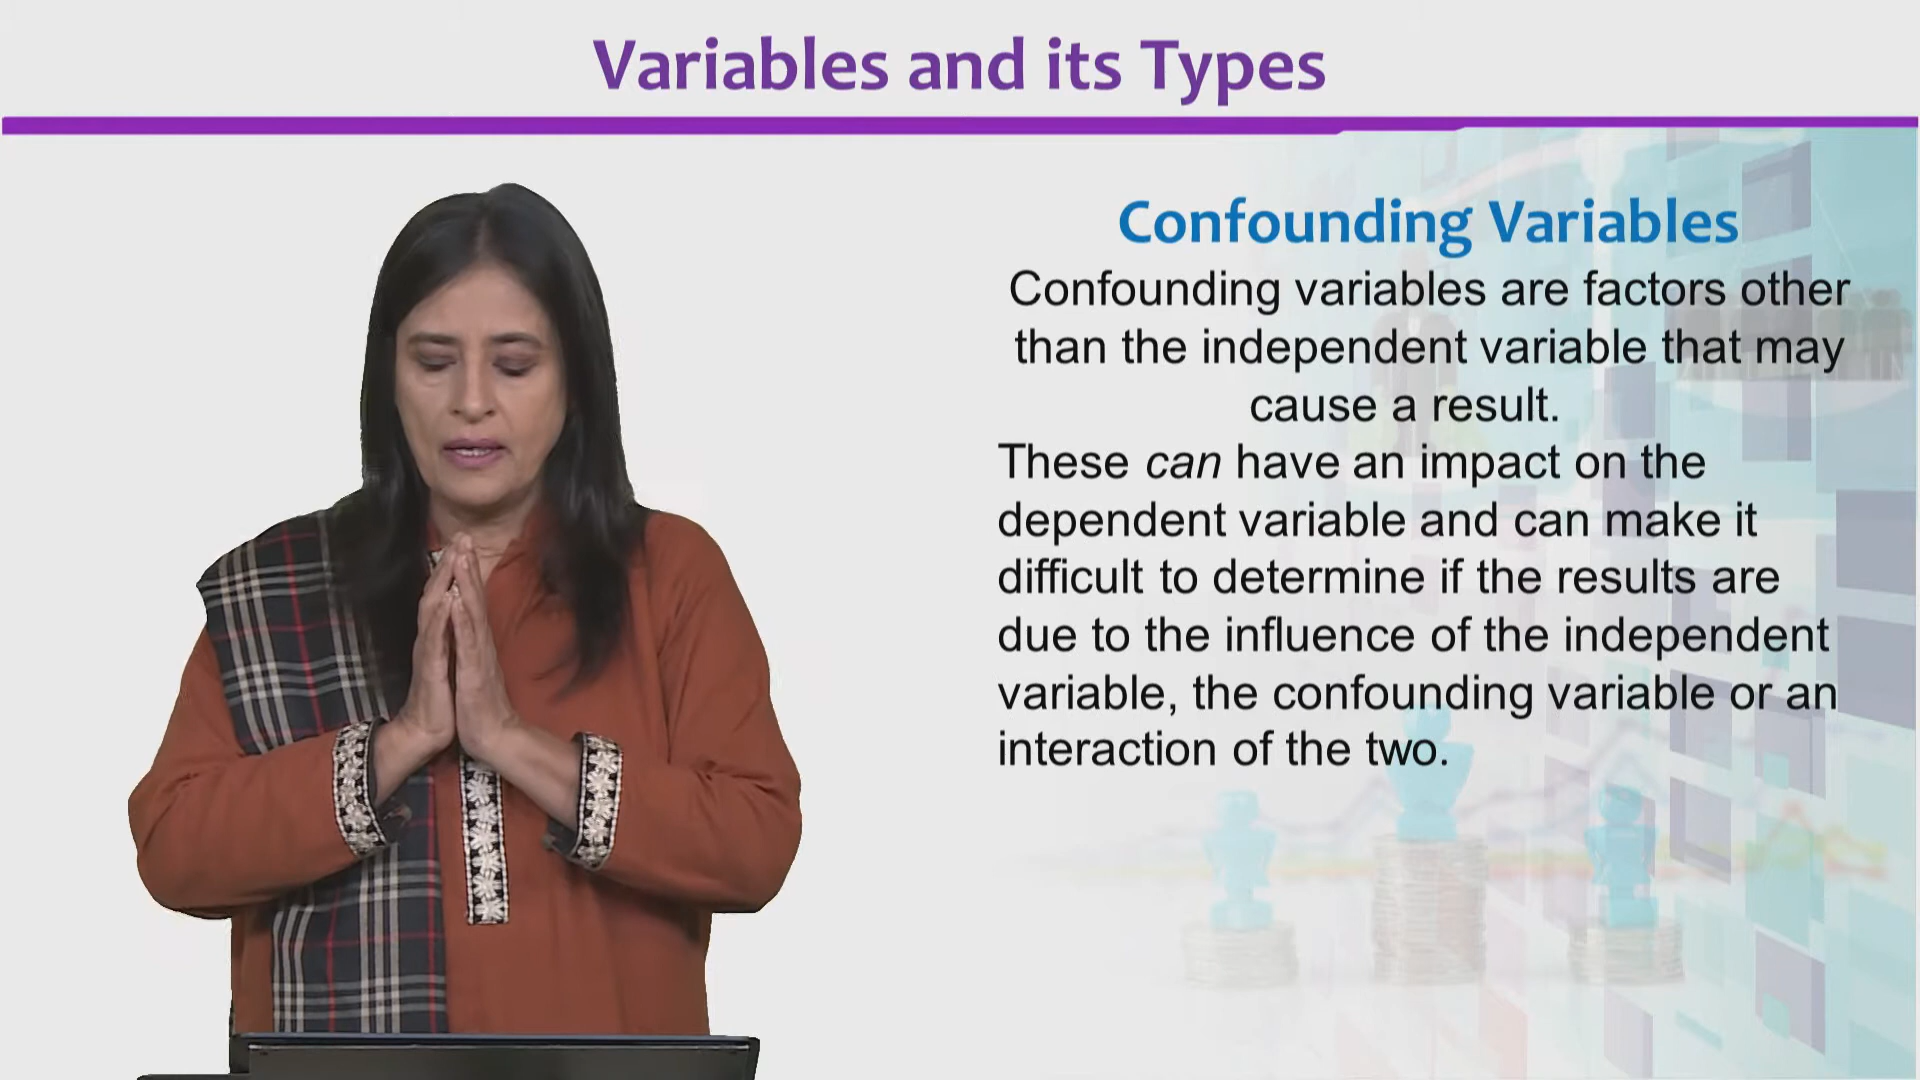 Variables and its Types
Confounding Variables
Confounding variables are factors other
than the independent variable that may
cause a result.
These can have an impact on the
dependent variable and can make it
difficult to determine if the results are
due to the influence of the independent
variable, the confounding variable or an
interaction of the two.